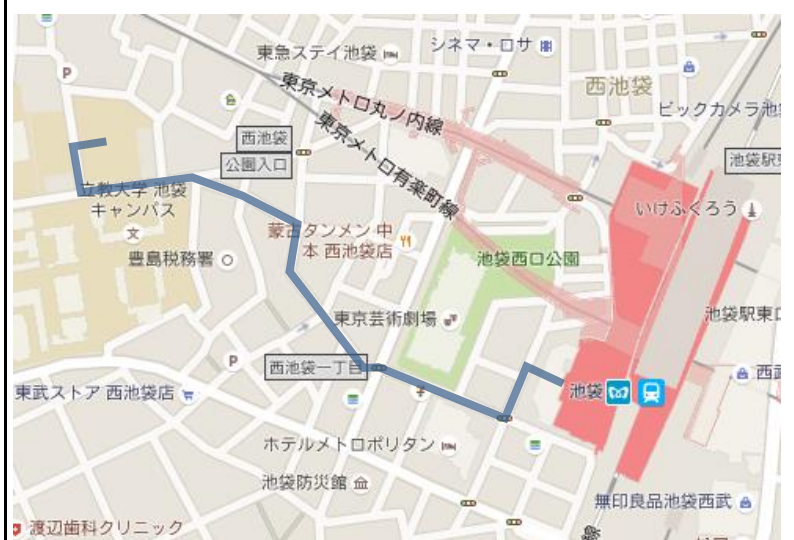 東急ステイ池袋
シネマ・ロサ
P
東京メトロ丸ノ内線
西池袋
ビックカメラ池
東京メトロ有楽町線
西池袋
公園入口
池袋駅東
立教大学 池袋
キャンパス
文
いけふくろう
蒙古タンメン 中
本 西池袋店
豊島税務署
池袋西口公園
東京芸術劇場
池袋駅東口
P
西池袋一丁目
西武
東武ストア 西池袋店
池袋
ホテルメトロポリタン
池袋防災館
無印良品池袋西武
渡辺歯科クリニック